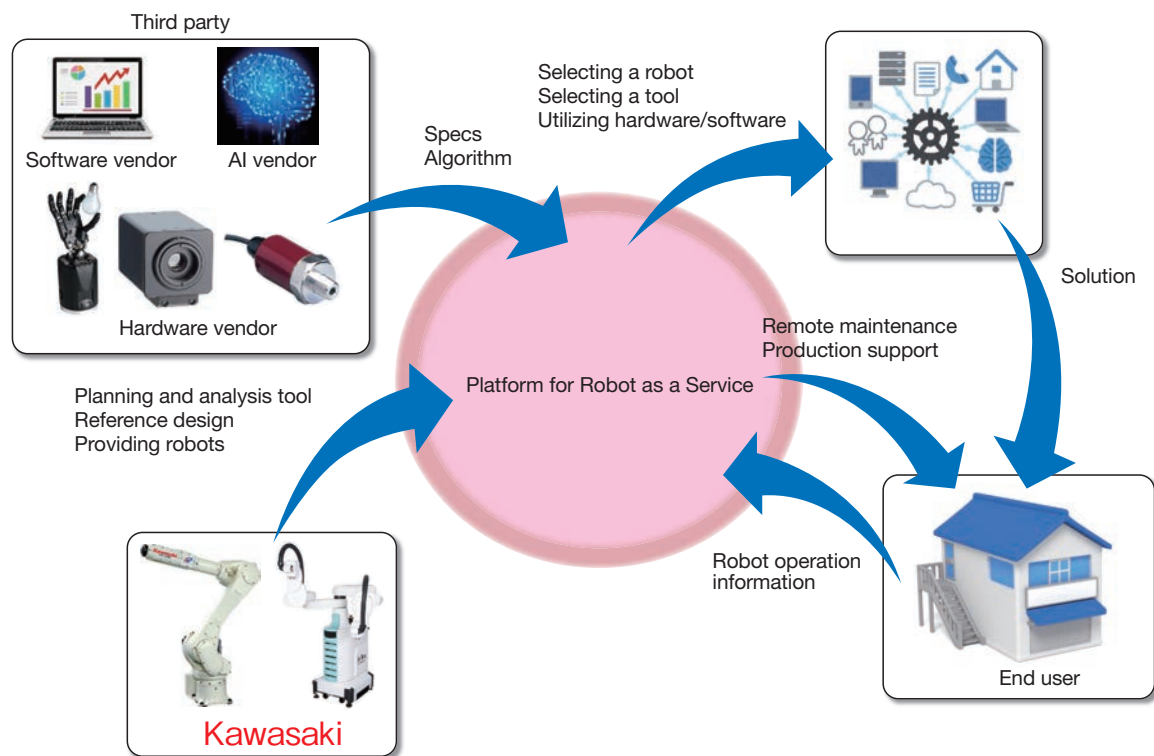 Third party
Software vendor
AI vendor
Hardware vendor
Specs
Algorithm
Selecting a robot
Selecting a tool
Utilizing hardware/software
Solution
Planning and analysis tool
Reference design
Providing robots
Platform for Robot as a Service
Remote maintenance
Production support
Robot operation
information
Kawasaki
Kawasaki
End user